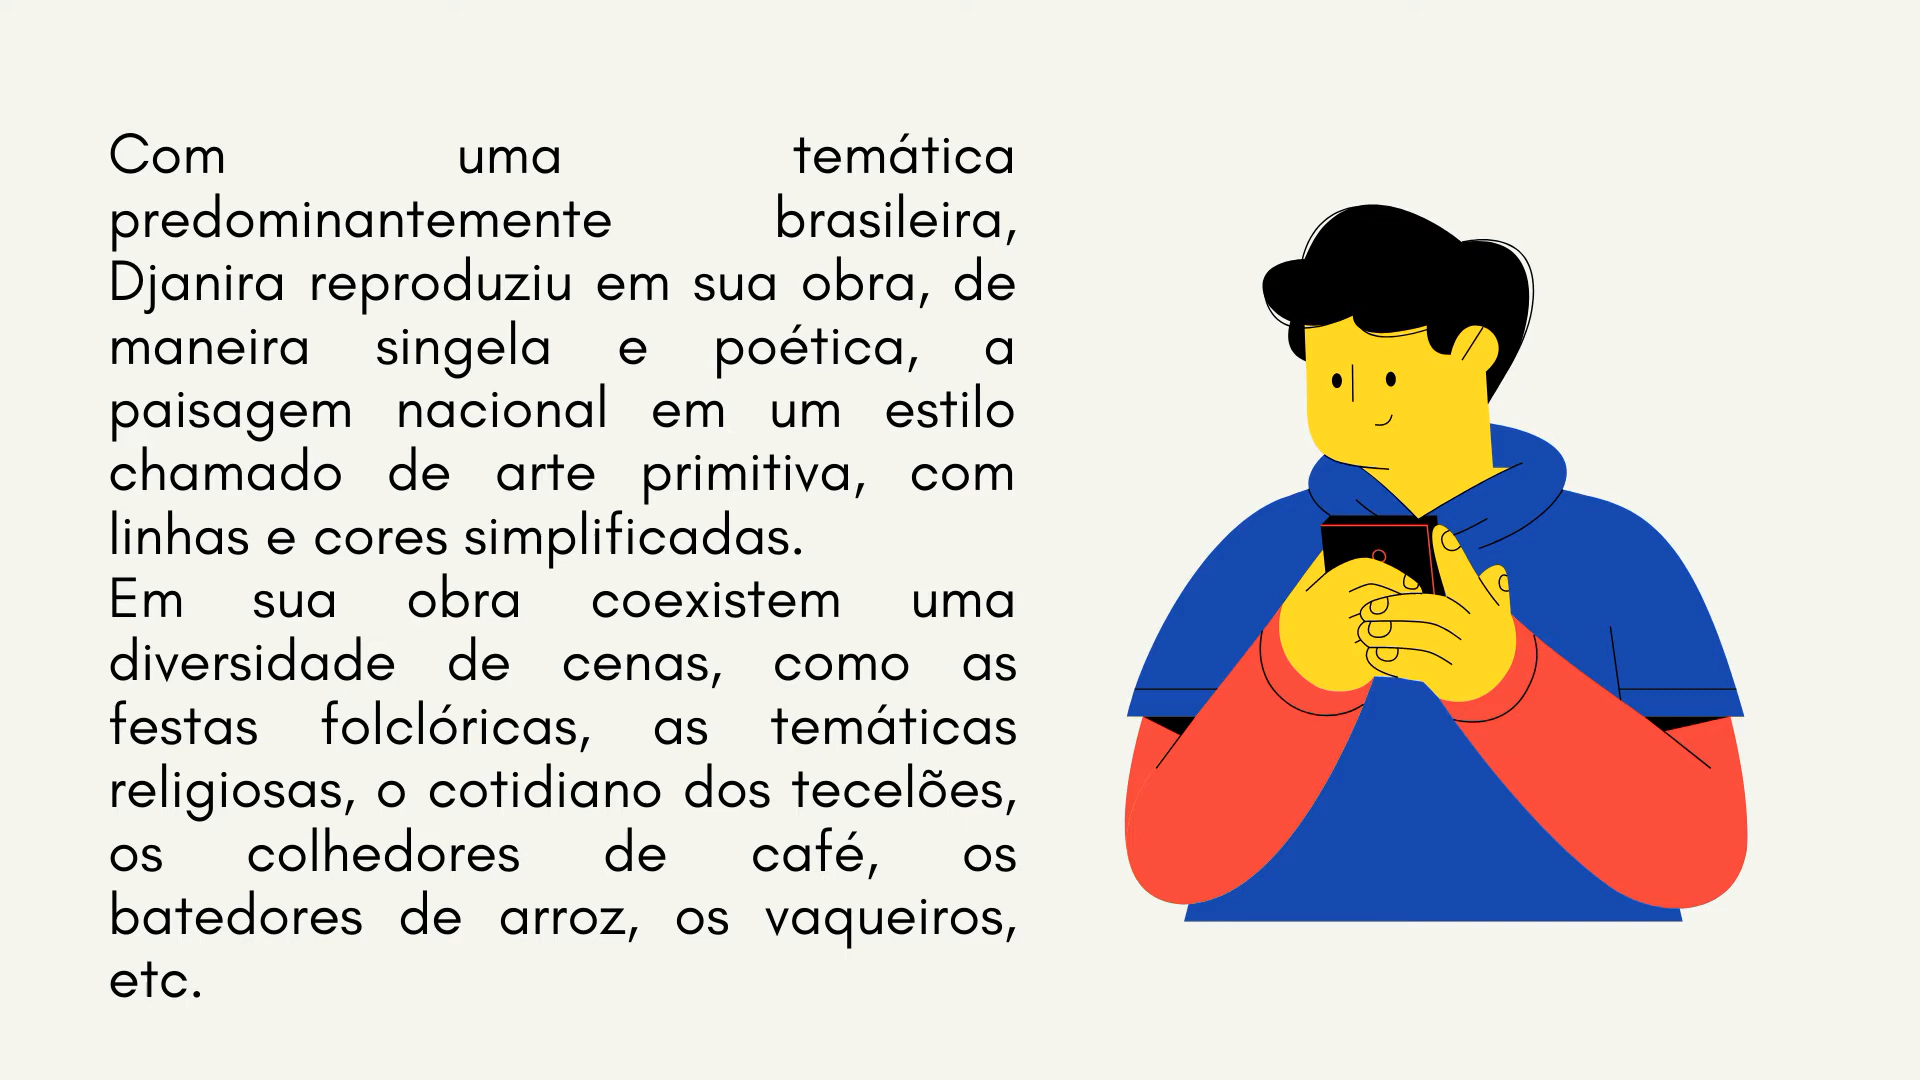 Com uma temática
predominantemente brasileira,
Djanira reproduziu em sua obra, de
maneira singela e poética, a
paisagem nacional em um estilo
chamado de arte primitiva, com
linhas e cores simplificadas.
Em sua obra coexistem uma
diversidade de cenas, como as
festas folclóricas, as temáticas
religiosas, o cotidiano dos tecelões,
os colhedores de café, os
batedores de arroz, os vaqueiros,
etc.